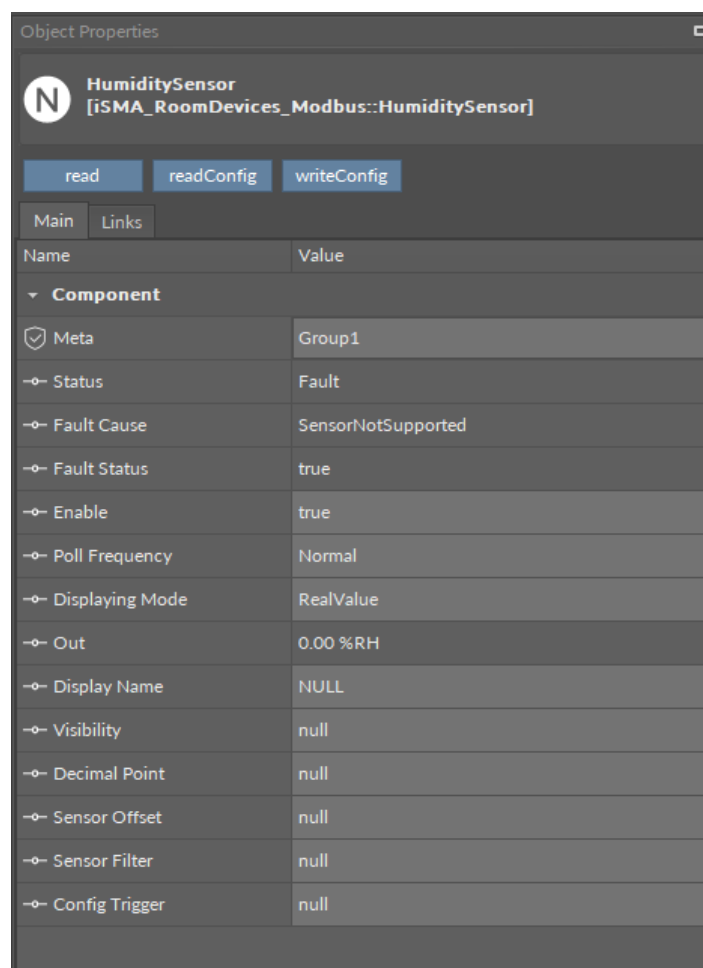 Object Properties
N
HumiditySensor
[iSMA_RoomDevices_Modbus::HumiditySensor]
read readConfig writeConfig
Main Links
Name Value
Component
Meta Group1
Status Fault
Fault Cause SensorNotSupported
Fault Status true
Enable true
Poll Frequency Normal
Displaying Mode RealValue
Out 0.00 %RH
Display Name NULL
Visibility null
Decimal Point null
Sensor Offset null
Sensor Filter null
Config Trigger null